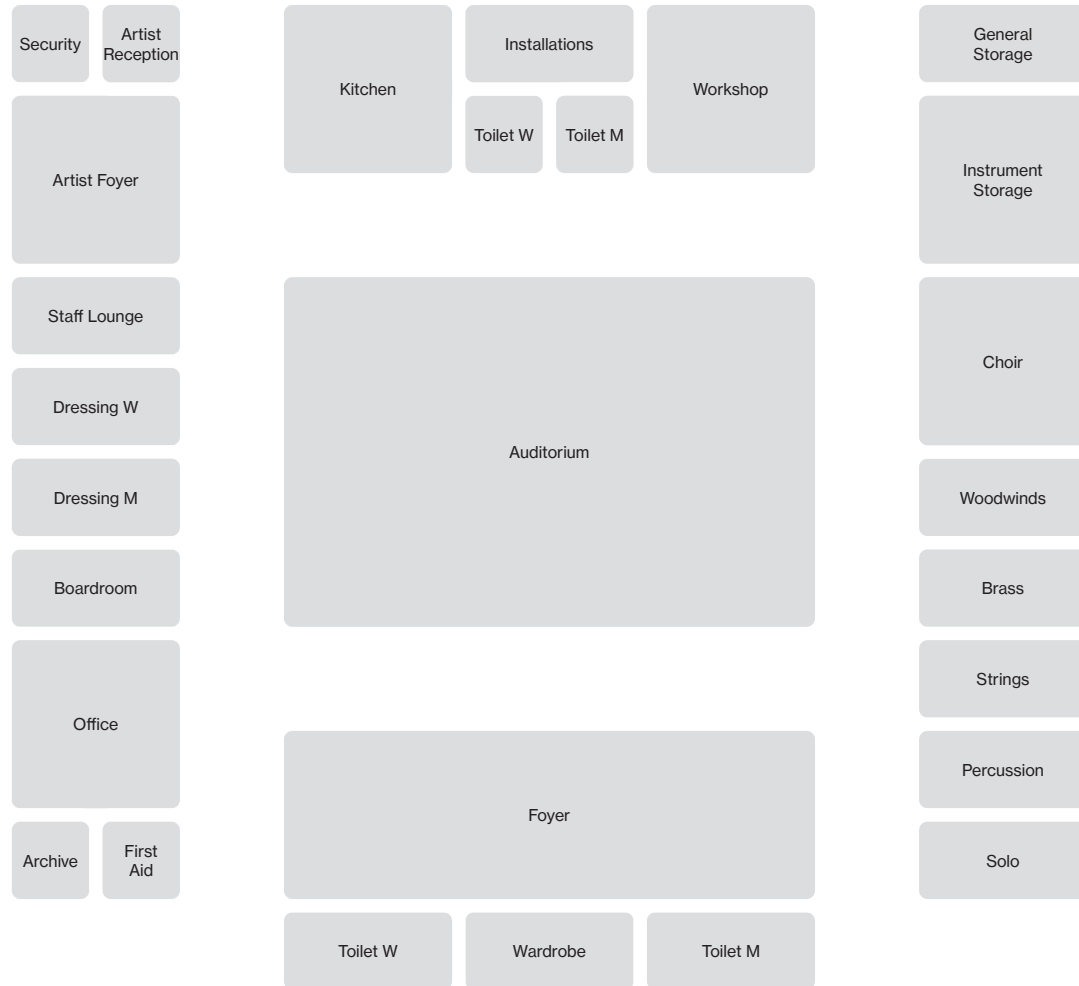 Security
Artist
Reception
Artist Foyer
Staff Lounge
Dressing W
Dressing M
Boardroom
Office
Archive
First
Aid
Kitchen
Installations
Toilet W
Toilet M
Workshop
Auditorium
Foyer
Toilet W
Wardrobe
Toilet M
General
Storage
Instrument
Storage
Choir
Woodwinds
Brass
Strings
Percussion
Solo